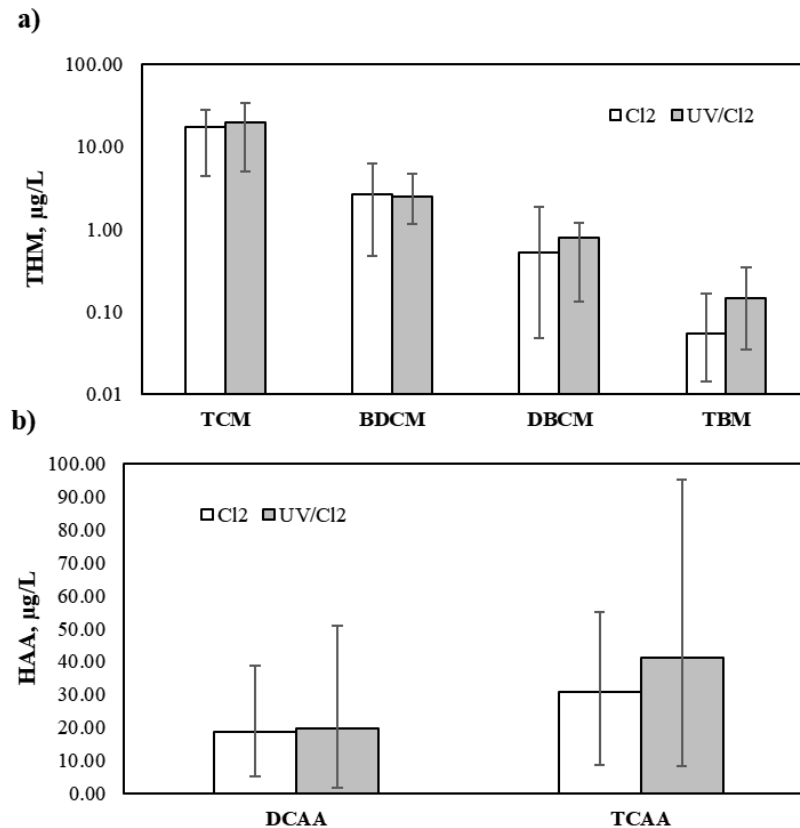 a)
100.00
10.00
1.00
0.10
0.01
THM, µg/L
Cl2 UV/Cl2
TCM BDCM DBCM TBM
b)
100.00
90.00
80.00
70.00
60.00
50.00
40.00
30.00
20.00
10.00
0.00
HAA, µg/L
Cl2 UV/Cl2
DCAA TCAA